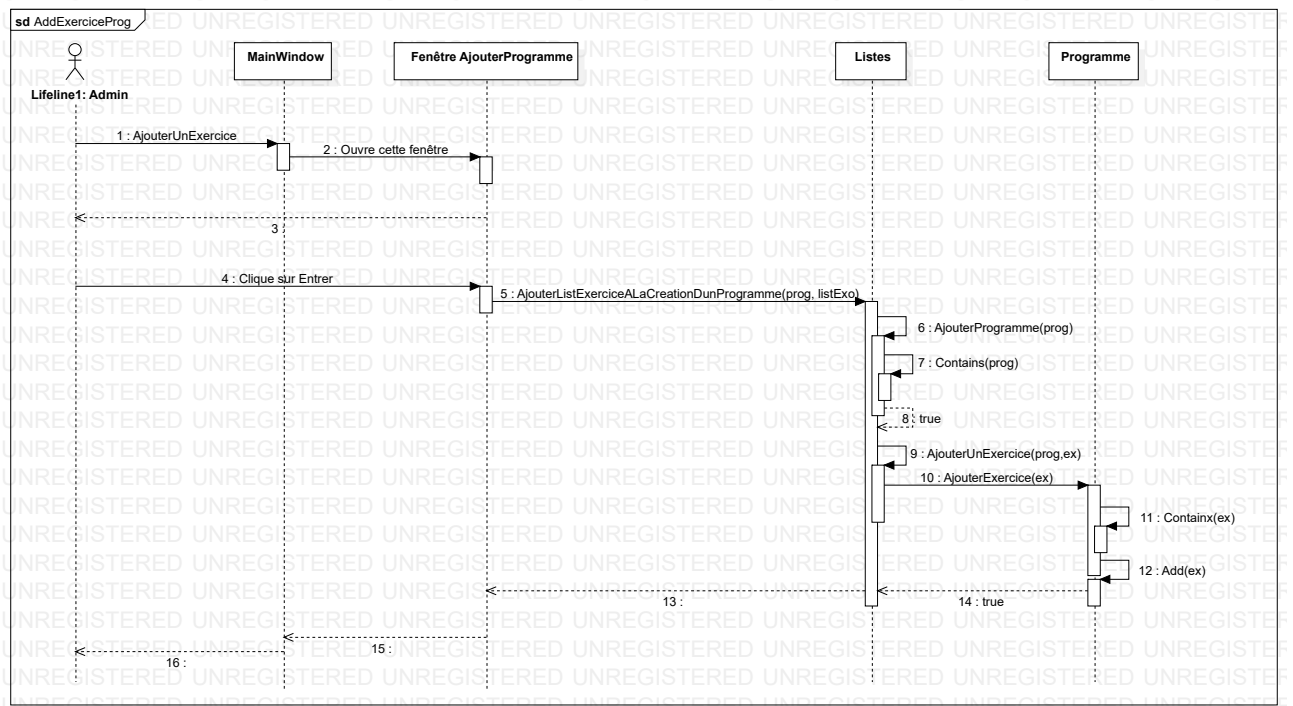 sd AddExerciceProg
MainWindow
Fenêtre AjouterProgramme
Listes
Programme
Lifeline1: Admin
1 : AjouterUnExercice
2 : Ouvre cette fenêtre
3 :
4 : Clique sur Entrer
5 : AjouterListExerciceALaCreationDunProgramme(prog, listExo)
6 : AjouterProgramme(prog)
7 : Contains(prog)
8 : true
9 : AjouterUnExercice(prog,ex)
10 : AjouterExercice(ex)
11 : Containx(ex)
12 : Add(ex)
13 :
14 : true
15 :
16 :
UNREGISTERED